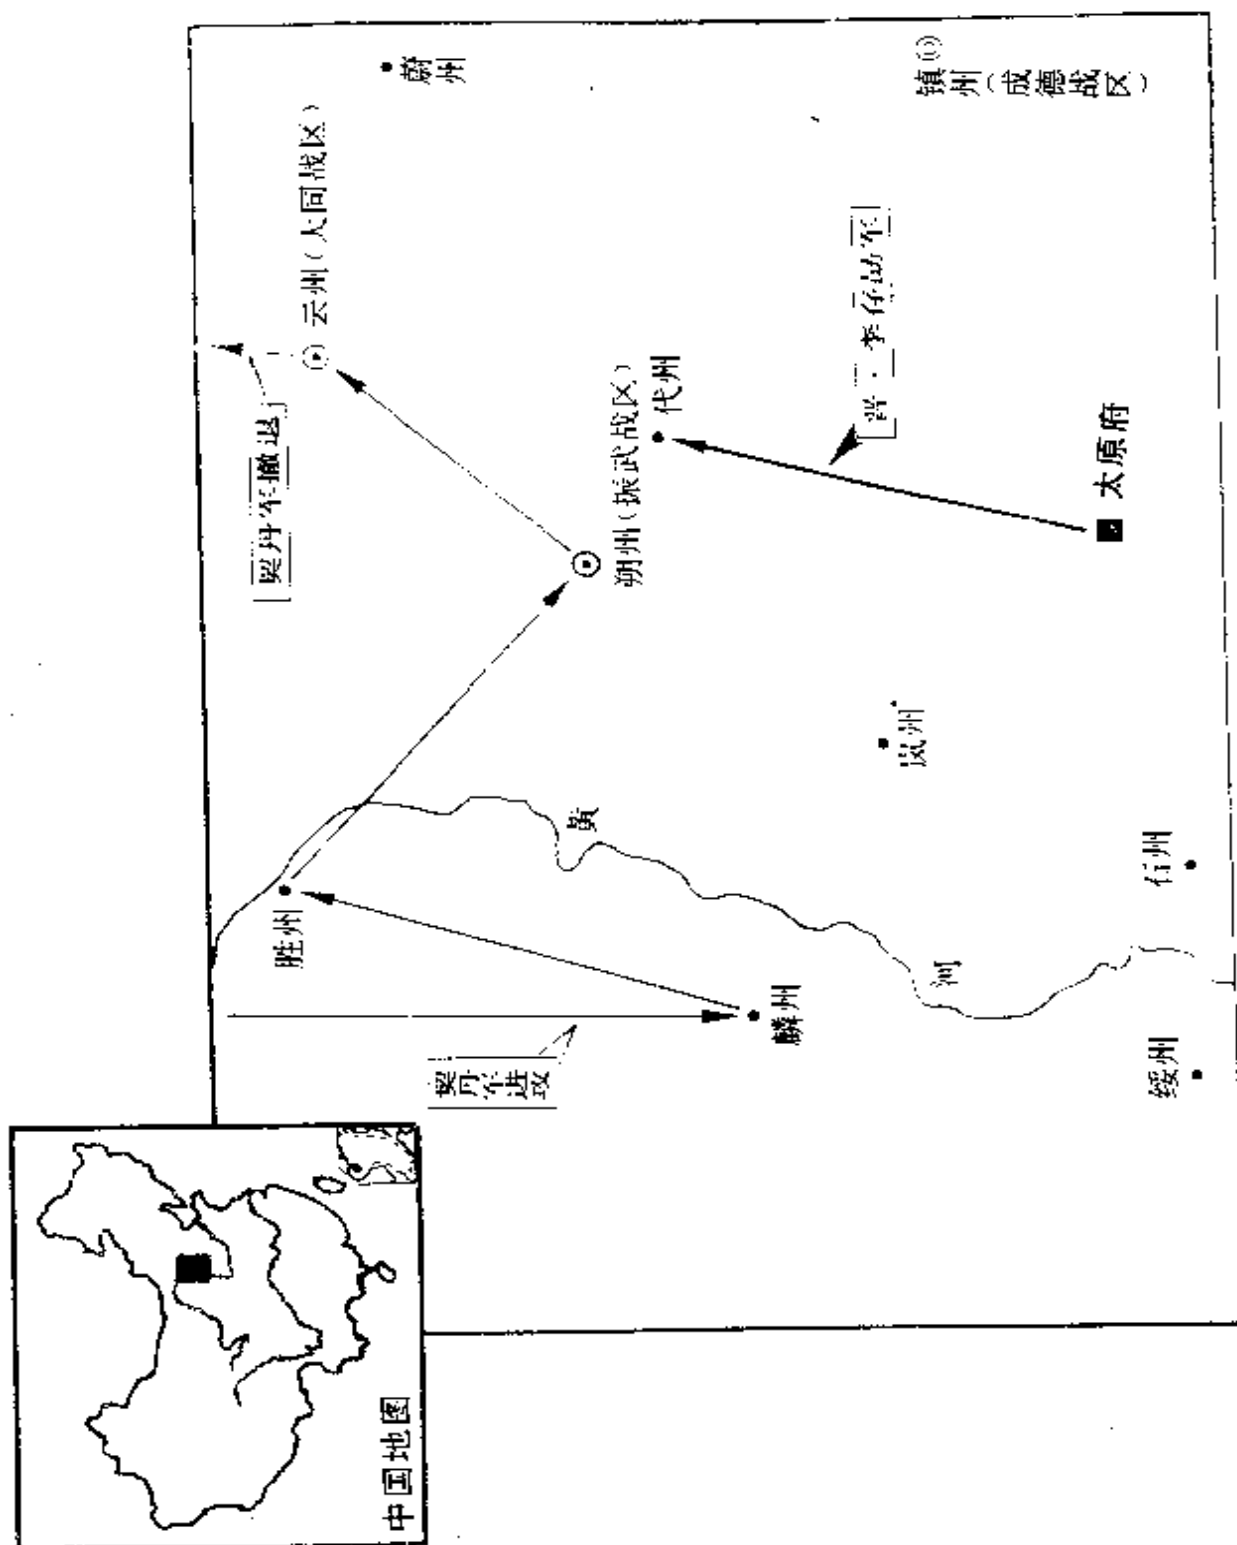 中国地图
契丹军进攻
契丹军撤退
胜州
麟州
绥州
黄
河
石州
岚州
朔州（振武战区）
云州（大同战区）
代州
太原府
晋·李存勖军
蔚州
镇州（成德战区）